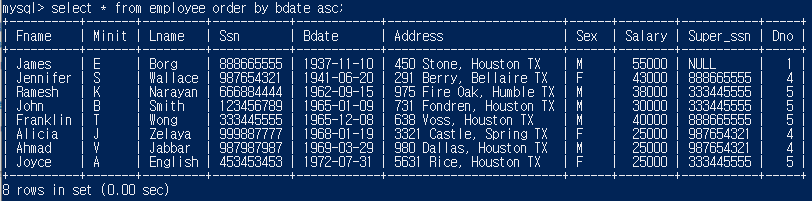 mysql> select * from employee order by bdate asc;
| Fname | Minit | Lname | Ssn | Bdate | Address | Sex | Salary | Super_ssn | Dno |
| James | E | Borg | 888665555 | 1937-11-10 | 450 Stone, Houston TX | M | 55000 | NULL | 1 |
| Jennifer | S | Wallace | 987654321 | 1941-06-20 | 291 Berry, Bellaire TX | F | 43000 | 888665555 | 4 |
| Ramesh | K | Narayan | 666884444 | 1962-09-15 | 975 Fire Oak, Humble TX | M | 38000 | 333445555 | 5 |
| John | B | Smith | 123456789 | 1965-01-09 | 731 Fondren, Houston TX | M | 30000 | 333445555 | 5 |
| Franklin | T | Wong | 333445555 | 1965-12-08 | 638 Voss, Houston TX | M | 40000 | 888665555 | 5 |
| Alicia | J | Zelaya | 999887777 | 1968-01-19 | 3321 Castle, Spring TX | F | 25000 | 987654321 | 4 |
| Ahmad | V | Jabbar | 987987987 | 1969-03-29 | 980 Dallas, Houston TX | M | 25000 | 987654321 | 4 |
| Joyce | A | English | 453453453 | 1972-07-31 | 5631 Rice, Houston TX | F | 25000 | 333445555 | 5 |
8 rows in set (0.00 sec)